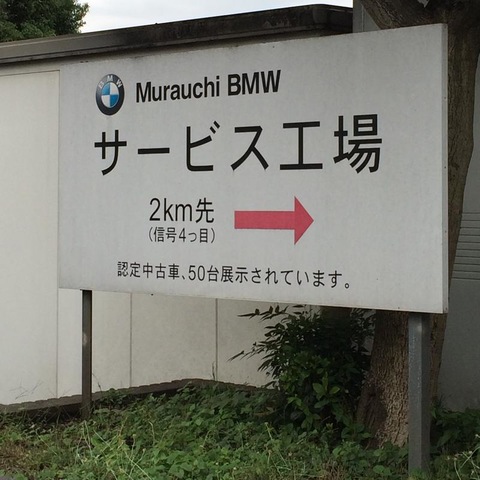 BMW
Murauchi BMW
サービス工場
2km先
(信号4つ目)
認定中古車、50台展示されています。